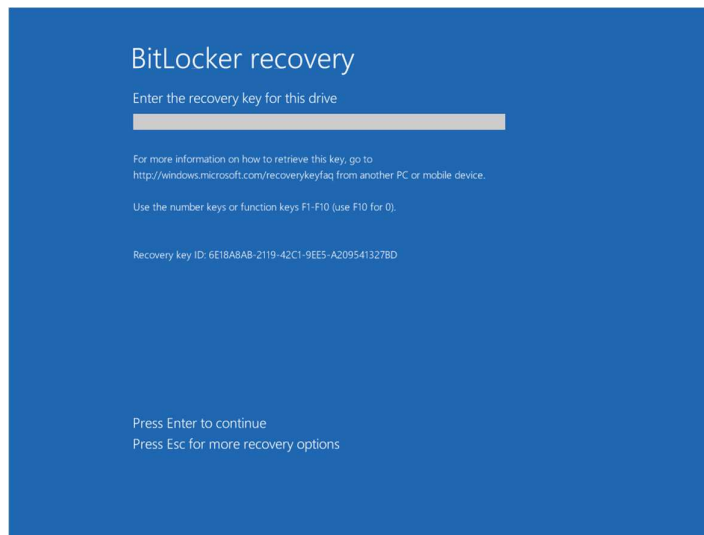 BitLocker recovery
Enter the recovery key for this drive
For more information on how to retrieve this key, go to
http://windows.microsoft.com/recoverykeyfaq from another PC or mobile device.
Use the number keys or function keys F1-F10 (use F10 for 0).
Recovery key ID: 6E18A8AB-2119-42C1-9EE5-A209541327BD
Press Enter to continue
Press Esc for more recovery options